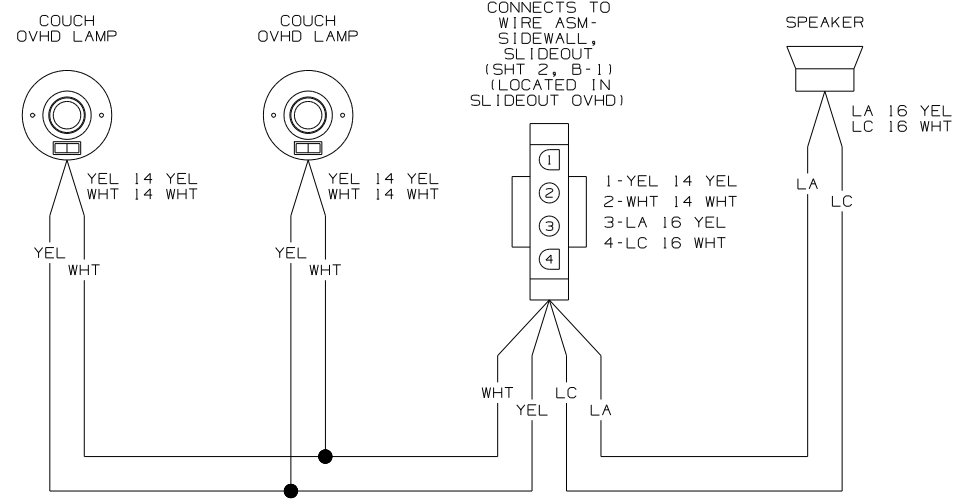 COUCH
OVHD LAMP
COUCH
OVHD LAMP
CONNECTS TO
WIRE ASM-
SIDEWALL,
SLIDEOUT
(SHT 2, B-1)
(LOCATED IN
SLIDEOUT OVHD)
SPEAKER
YEL 14 YEL
WHT 14 WHT
YEL
WHT
YEL 14 YEL
WHT 14 WHT
YEL
WHT
1
2
3
4
1-YEL 14 YEL
2-WHT 14 WHT
3-LA 16 YEL
4-LC 16 WHT
WHT
YEL
LC
LA
LA 16 YEL
LC 16 WHT
LA
LC